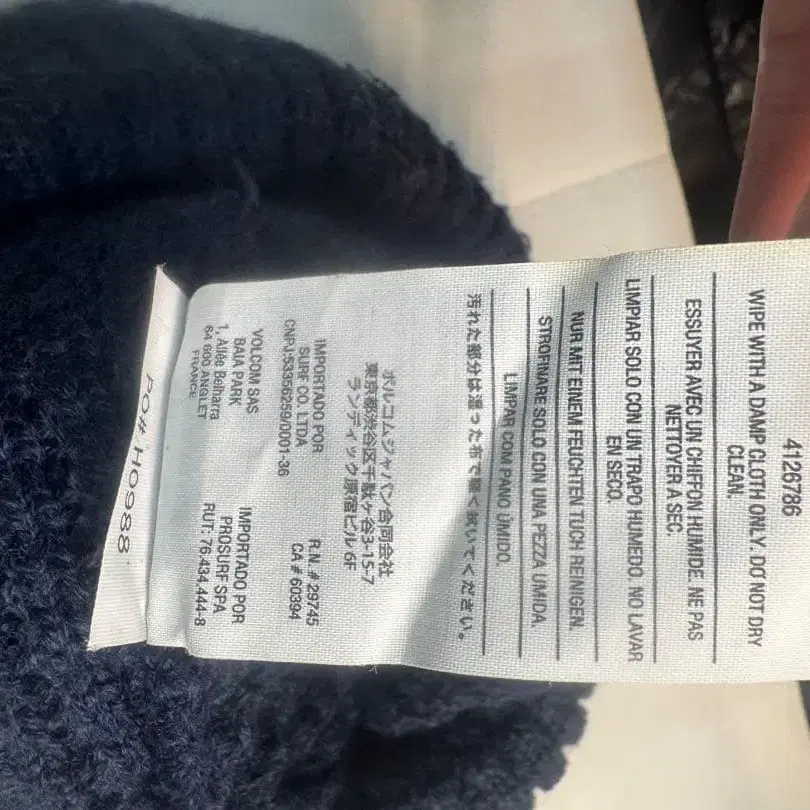 4126786
WIPE WITH A DAMP CLOTH ONLY. DO NOT DRY
CLEAN.
ESSUYER AVEC UN CHIFFON HUMIDE. NE PAS
NETTOYER A SEC.
LIMPIAR SOLO CON UN TRAPO HUMEDO. NO LAVAR
EN SECO.
NUR MIT EINEM FEUCHTEN TUCH REINIGEN.
STROFINARE SOLO CON UNA PEZZA UMIDA
LIMPAR COM PANO ÚMIDO.
汚れた部分は湿った布で軽く拭いてください。
ボルコムジャパン合同会社
東京都渋谷区千駄ヶ谷3-15-7
ランディック原宿ビル 6F
IMPORTADO POR
SURF CO. LTDA
CNPJ:53356259/0001-36
R.N. # 29745
CA # 60394
VOLCOM SAS
BAIA PARK
1, Allée Belharra
64 600 ANGLET
FRANCE
IMPORTADO POR
PROSURF SPA
RUT: 76.434.444-8
PO# H0988